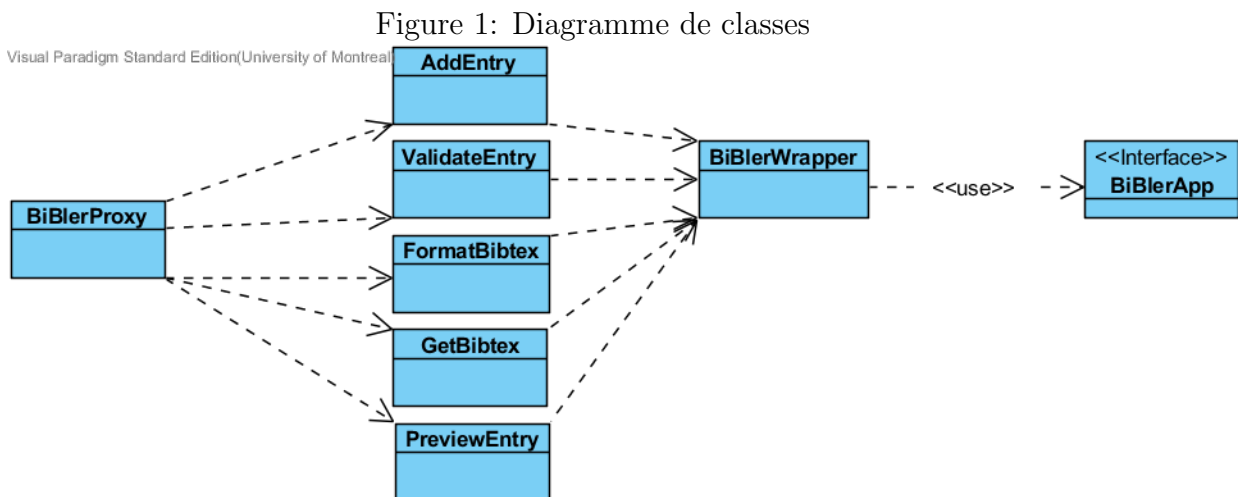 Figure 1: Diagramme de classes
Visual Paradigm Standard Edition(University of Montreal
AddEntry
ValidateEntry
BiBlerWrapper
<<Interface>>
BiBlerApp
<<use>>
BiBlerProxy
FormatBibtex
GetBibtex
PreviewEntry